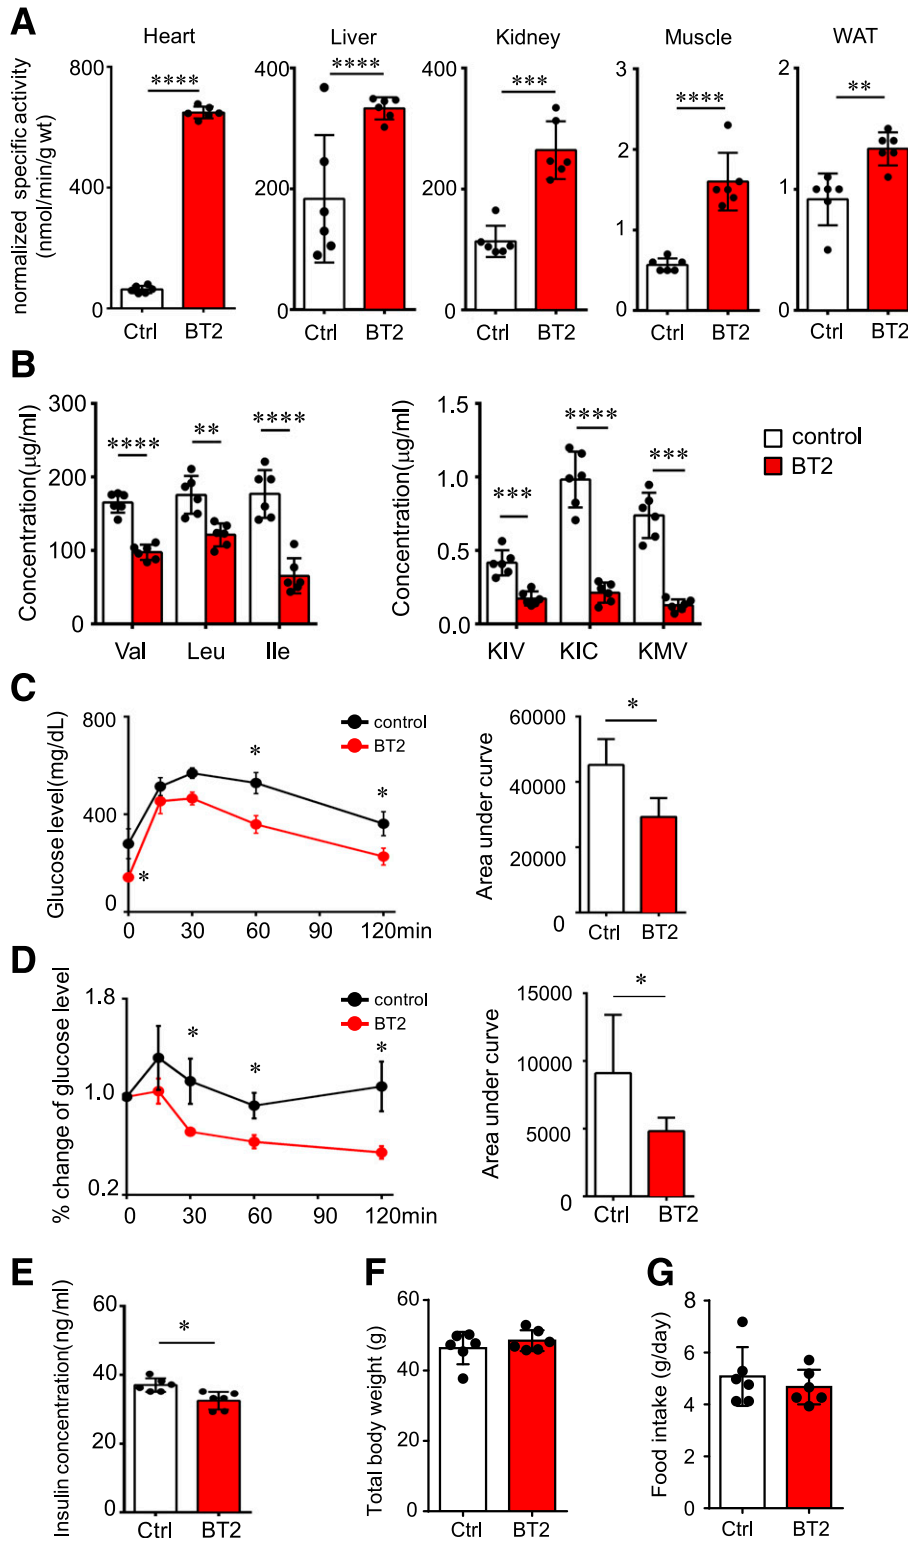 A
Heart Liver Kidney Muscle WAT
normalized specific activity
(nmol/min/g wt)
800 400 0
400 200 0
400 200 0
3 2 1 0
2 1 0
**** **** *** **** **
Ctrl BT2 Ctrl BT2 Ctrl BT2 Ctrl BT2 Ctrl BT2
B
Concentration(μg/ml)
300 200 100 0
**** ** ****
Val Leu Ile
Concentration(μg/ml)
1.5 1.0 0.5 0.0
*** **** ***
KIV KIC KMV
control
BT2
C
Glucose level(mg/dL)
800 400 0
control
BT2
* * *
0 30 60 90 120min
Area under curve
60000 40000 20000 0
*
Ctrl BT2
D
% change of glucose level
1.8 1.0 0.2
control
BT2
* * *
0 30 60 90 120min
Area under curve
15000 10000 5000 0
*
Ctrl BT2
E
Insulin concentration(ng/ml)
60 40 20 0
*
Ctrl BT2
F
Total body weight (g)
60 40 20 0
Ctrl BT2
G
Food intake (g/day)
8 6 4 2 0
Ctrl BT2